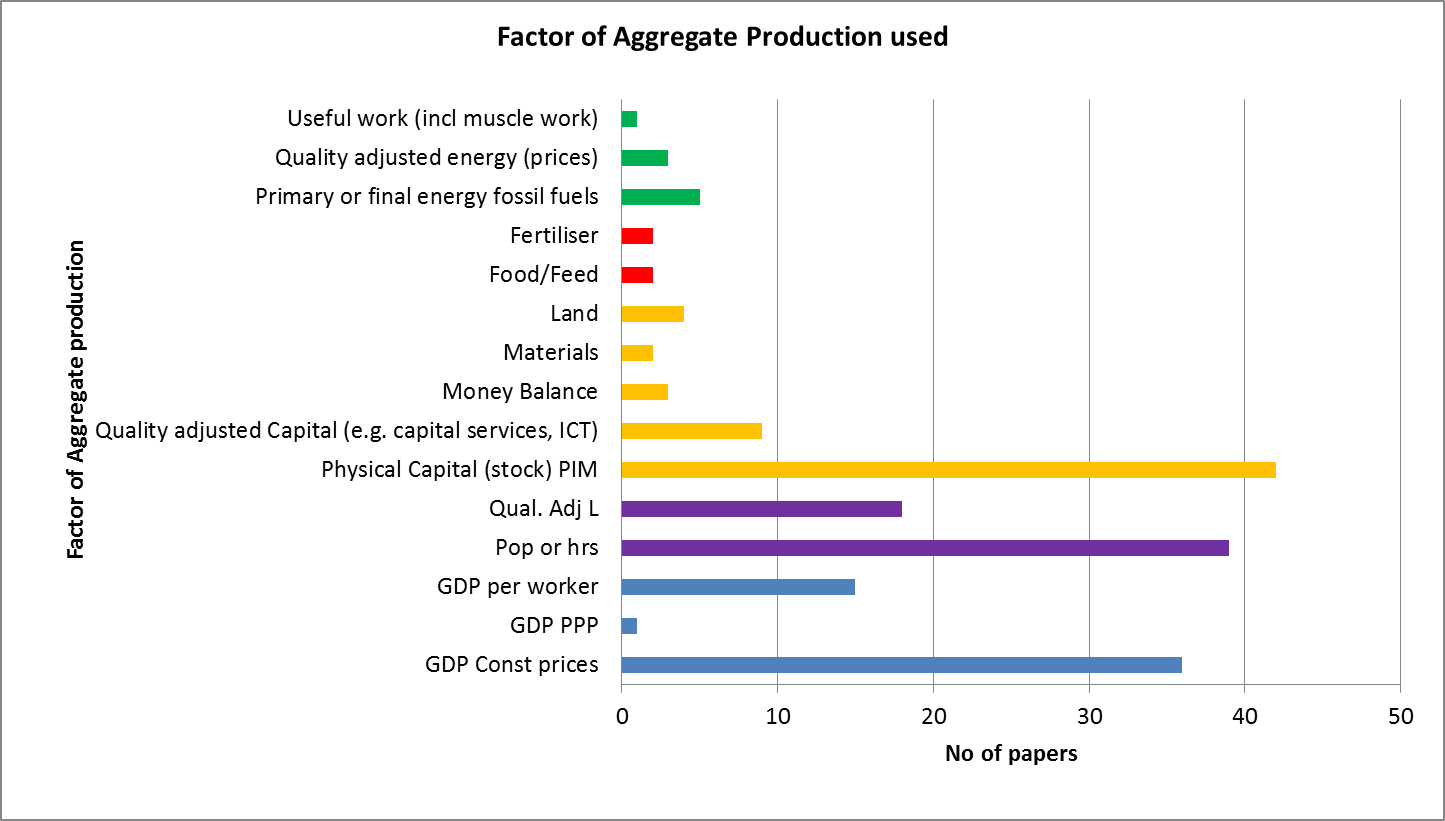 Factor of Aggregate Production used
Factor of Aggregate production
Useful work (incl muscle work)
Quality adjusted energy (prices)
Primary or final energy fossil fuels
Fertiliser
Food/Feed
Land
Materials
Money Balance
Quality adjusted Capital (e.g. capital services, ICT)
Physical Capital (stock) PIM
Qual. Adj L
Pop or hrs
GDP per worker
GDP PPP
GDP Const prices
0 10 20 30 40 50
No of papers